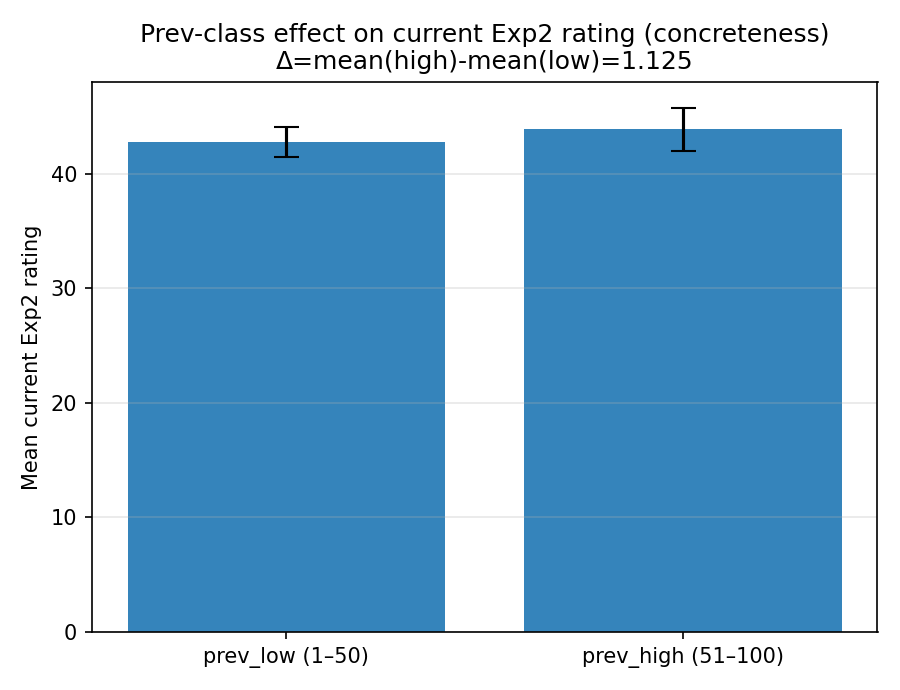 Prev-class effect on current Exp2 rating (concreteness)
Δ=mean(high)-mean(low)=1.125
Mean current Exp2 rating
40
30
20
10
0
prev_low (1–50)
prev_high (51–100)